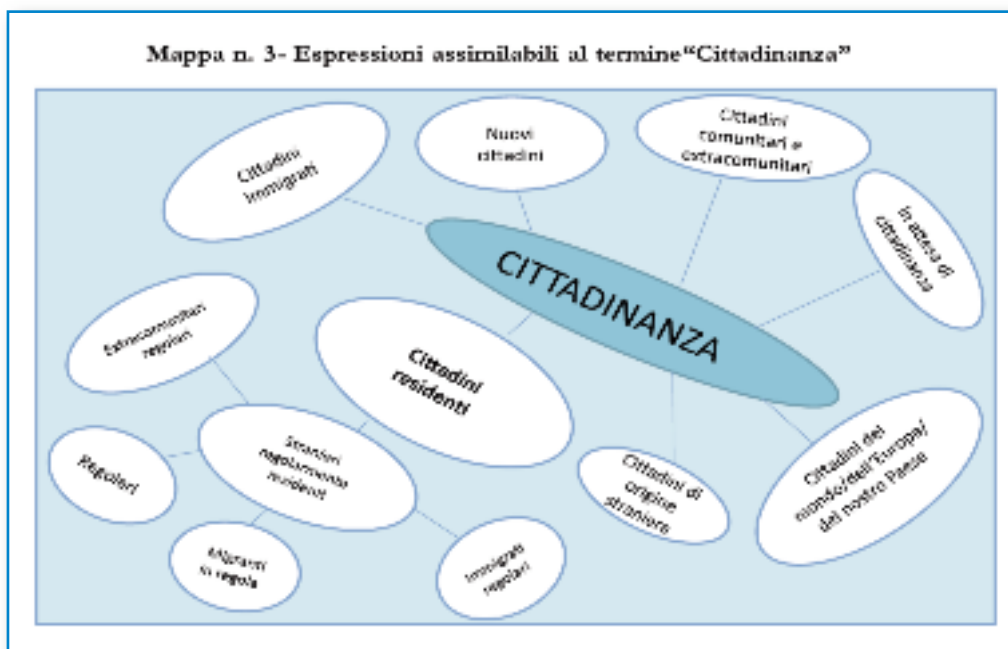 Mappa n. 3- Espressioni assimilabili al termine“Cittadinanza”
Cittadini
immigrati
Nuovi
cittadini
Cittadini
comunitari e
extracomunitari
in attesa di
cittadinanza
CITTADINANZA
Extracomunitari
regolari
Cittadini
residenti
Stranieri
regolarmente
residenti
Regolari
Migranti
in regola
Immigrati
regolari
Cittadini di
origine
straniera
Cittadini del
mondo/dell'Europa/
del nostro Paese